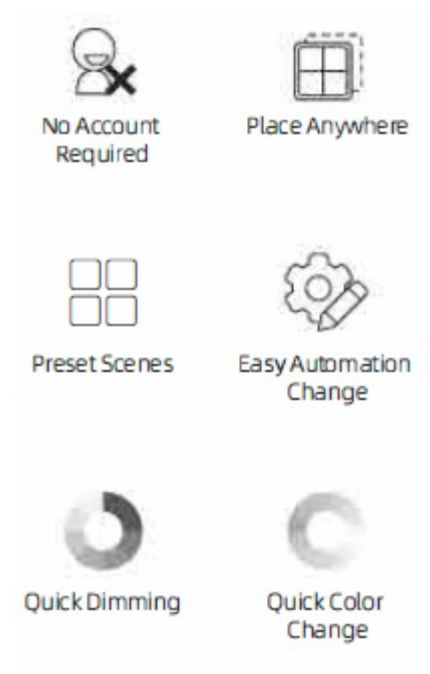 No Account
Required
Place Anywhere
Preset Scenes
Easy Automation
Change
Quick Dimming
Quick Color
Change